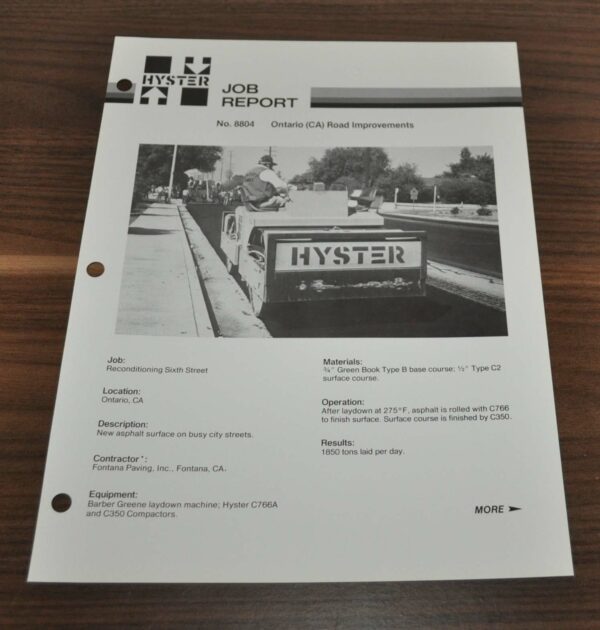 HYSTER
JOB
REPORT
No. 8804 Ontario (CA) Road Improvements
HYSTER
Job:
Reconditioning Sixth Street
Location:
Ontario, CA
Description:
New asphalt surface on busy city streets.
Contractor*:
Fontana Paving, Inc., Fontana, CA.
Equipment:
Barber Greene laydown machine; Hyster C766A
and C350 Compactors.
Materials:
¾" Green Book Type B base course; ½" Type C2
surface course.
Operation:
After laydown at 275°F, asphalt is rolled with C766
to finish surface. Surface course is finished by C350.
Results:
1850 tons laid per day.
MORE ➤